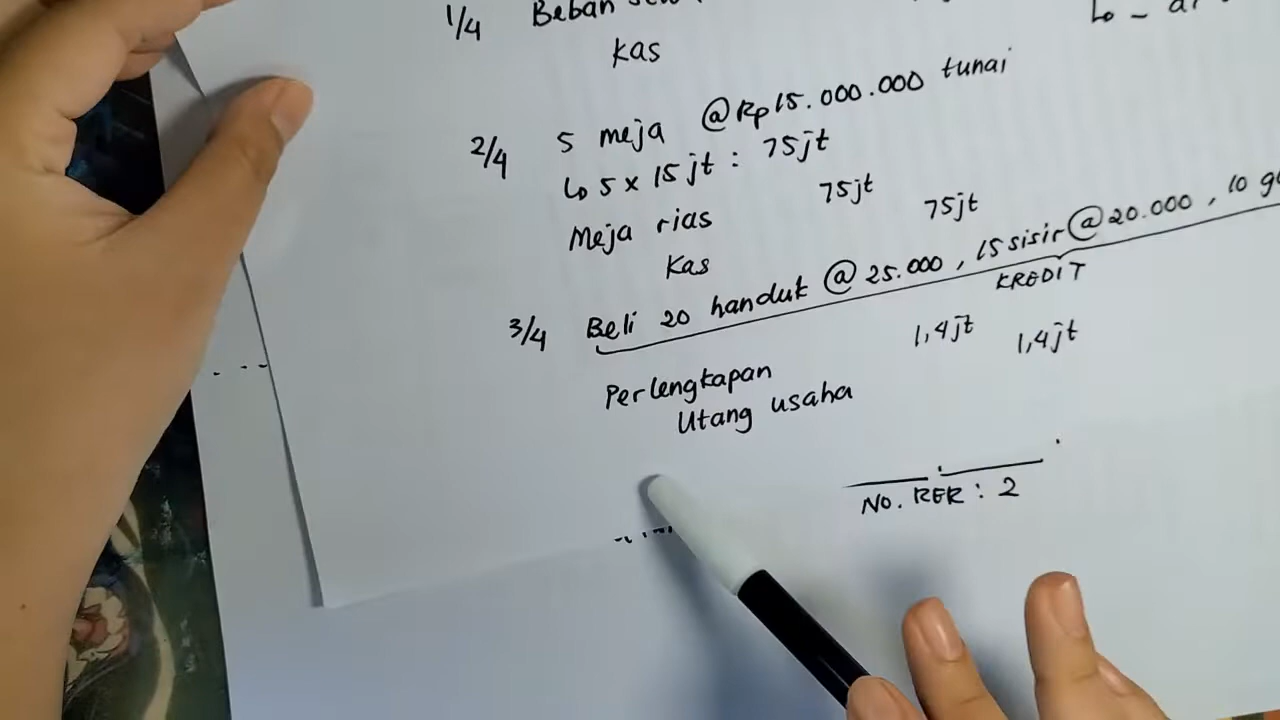 1/4 Beban
Kas
2/4 5 meja @Rp15.000.000 tunai
↳ 5 x 15 jt : 75jt
Meja rias 75jt
Kas 75jt
3/4 Beli 20 handuk @ 25.000 , 15 sisir @ 20.000 , 10
KREDIT
Perlengkapan 1,4jt
Utang usaha 1,4jt
No. RER : 2